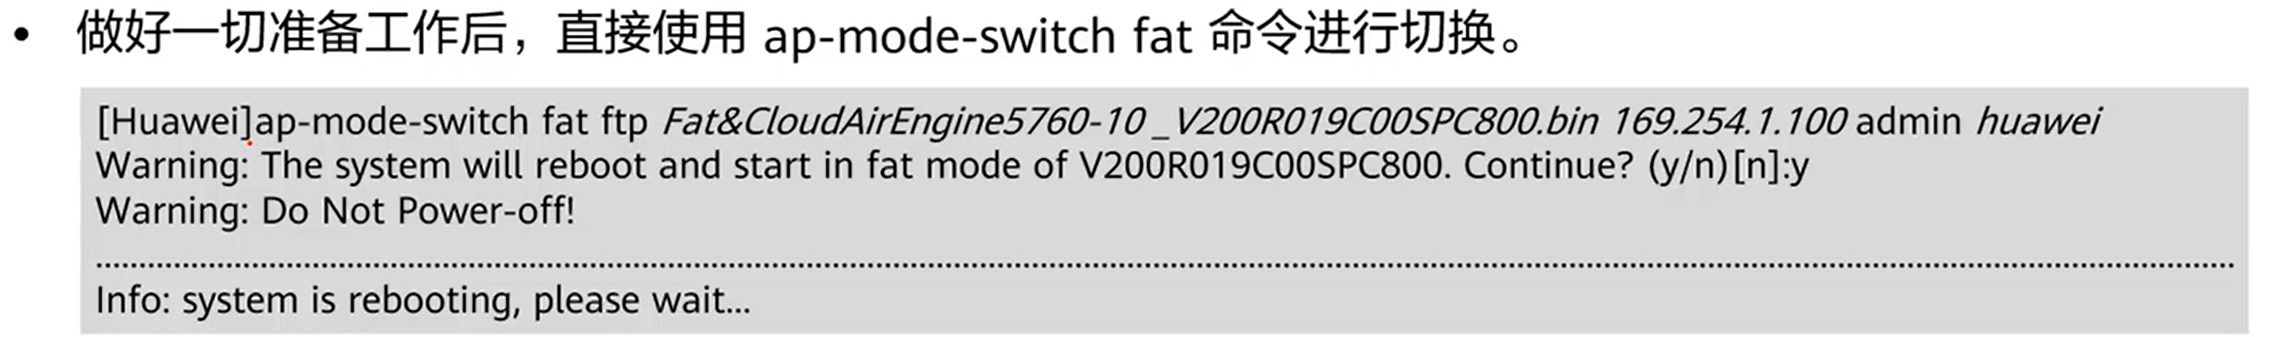 • 做好一切准备工作后，直接使用 ap-mode-switch fat 命令进行切换。
[Huawei]ap-mode-switch fat ftp Fat&CloudAirEngine5760-10 _V200R019C00SPC800.bin 169.254.1.100 admin huawei
Warning: The system will reboot and start in fat mode of V200R019C00SPC800. Continue? (y/n)[n]:y
Warning: Do Not Power-off!
........................................................................................................................
Info: system is rebooting, please wait...